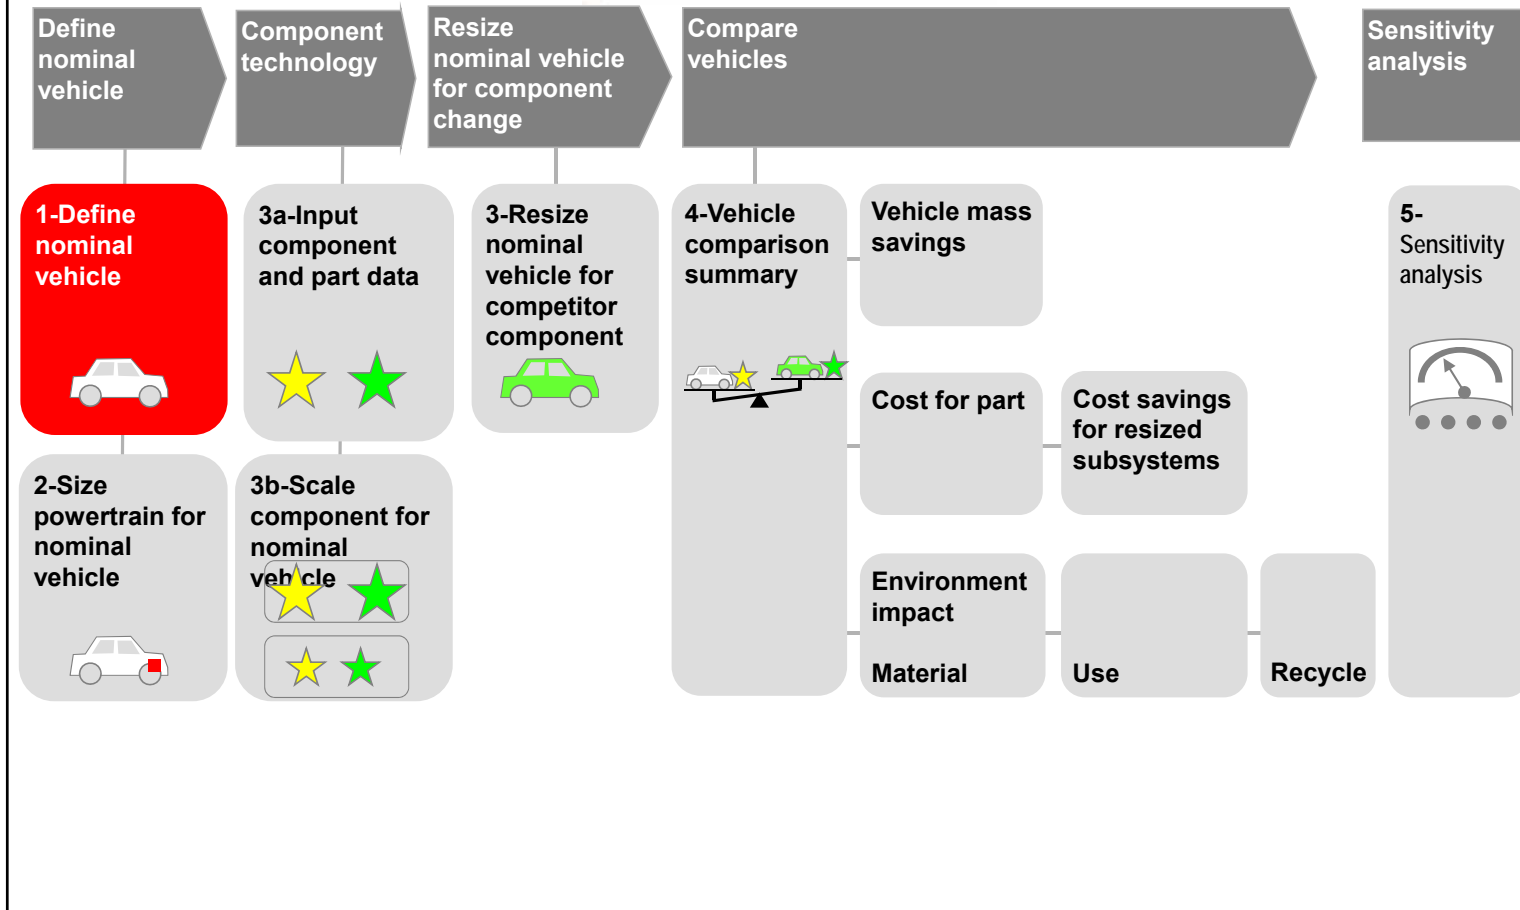 Define
nominal
vehicle
Component
technology
Resize
nominal vehicle
for component
change
Compare
vehicles
Sensitivity
analysis
1-Define
nominal
vehicle
3a-Input
component
and part data
3-Resize
nominal
vehicle for
competitor
component
4-Vehicle
comparison
summary
Vehicle mass
savings
5-
Sensitivity
analysis
Cost for part
Cost savings
for resized
subsystems
2-Size
powertrain for
nominal
vehicle
3b-Scale
component for
nominal
vehicle
Environment
impact
Material
Use
Recycle